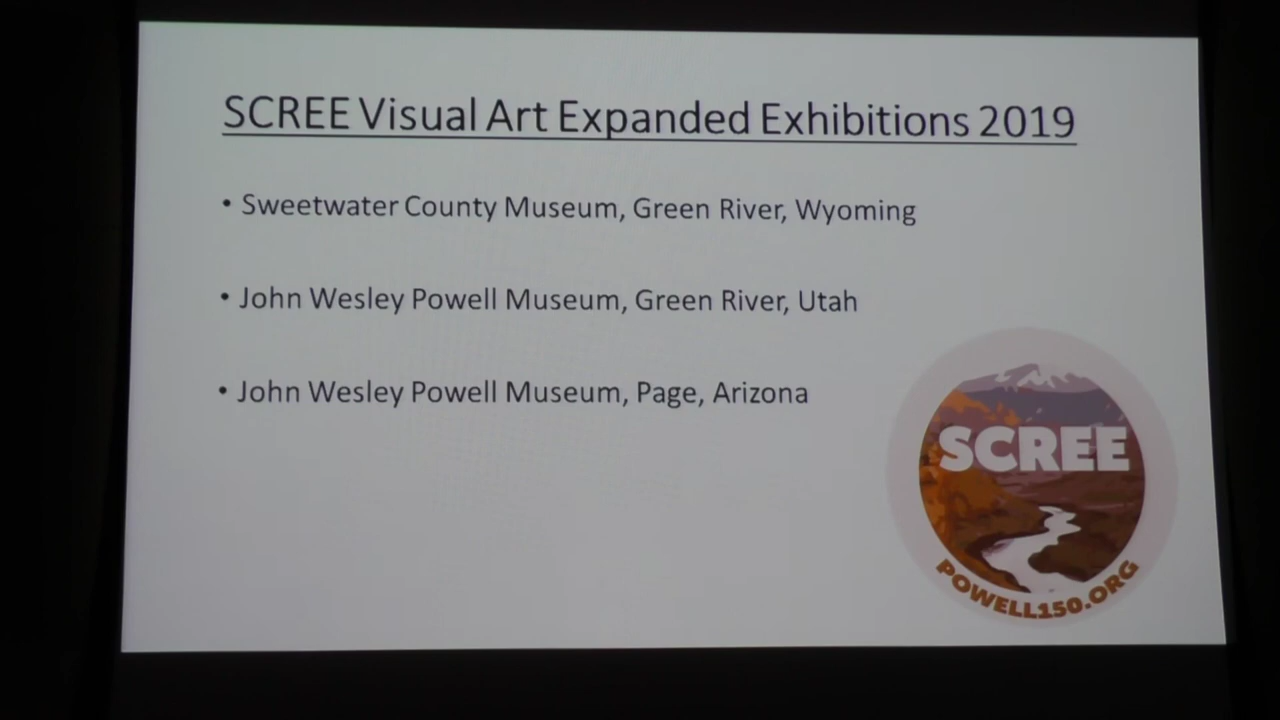 SCREE Visual Art Expanded Exhibitions 2019
• Sweetwater County Museum, Green River, Wyoming
• John Wesley Powell Museum, Green River, Utah
• John Wesley Powell Museum, Page, Arizona
SCREE
POWELL150.ORG